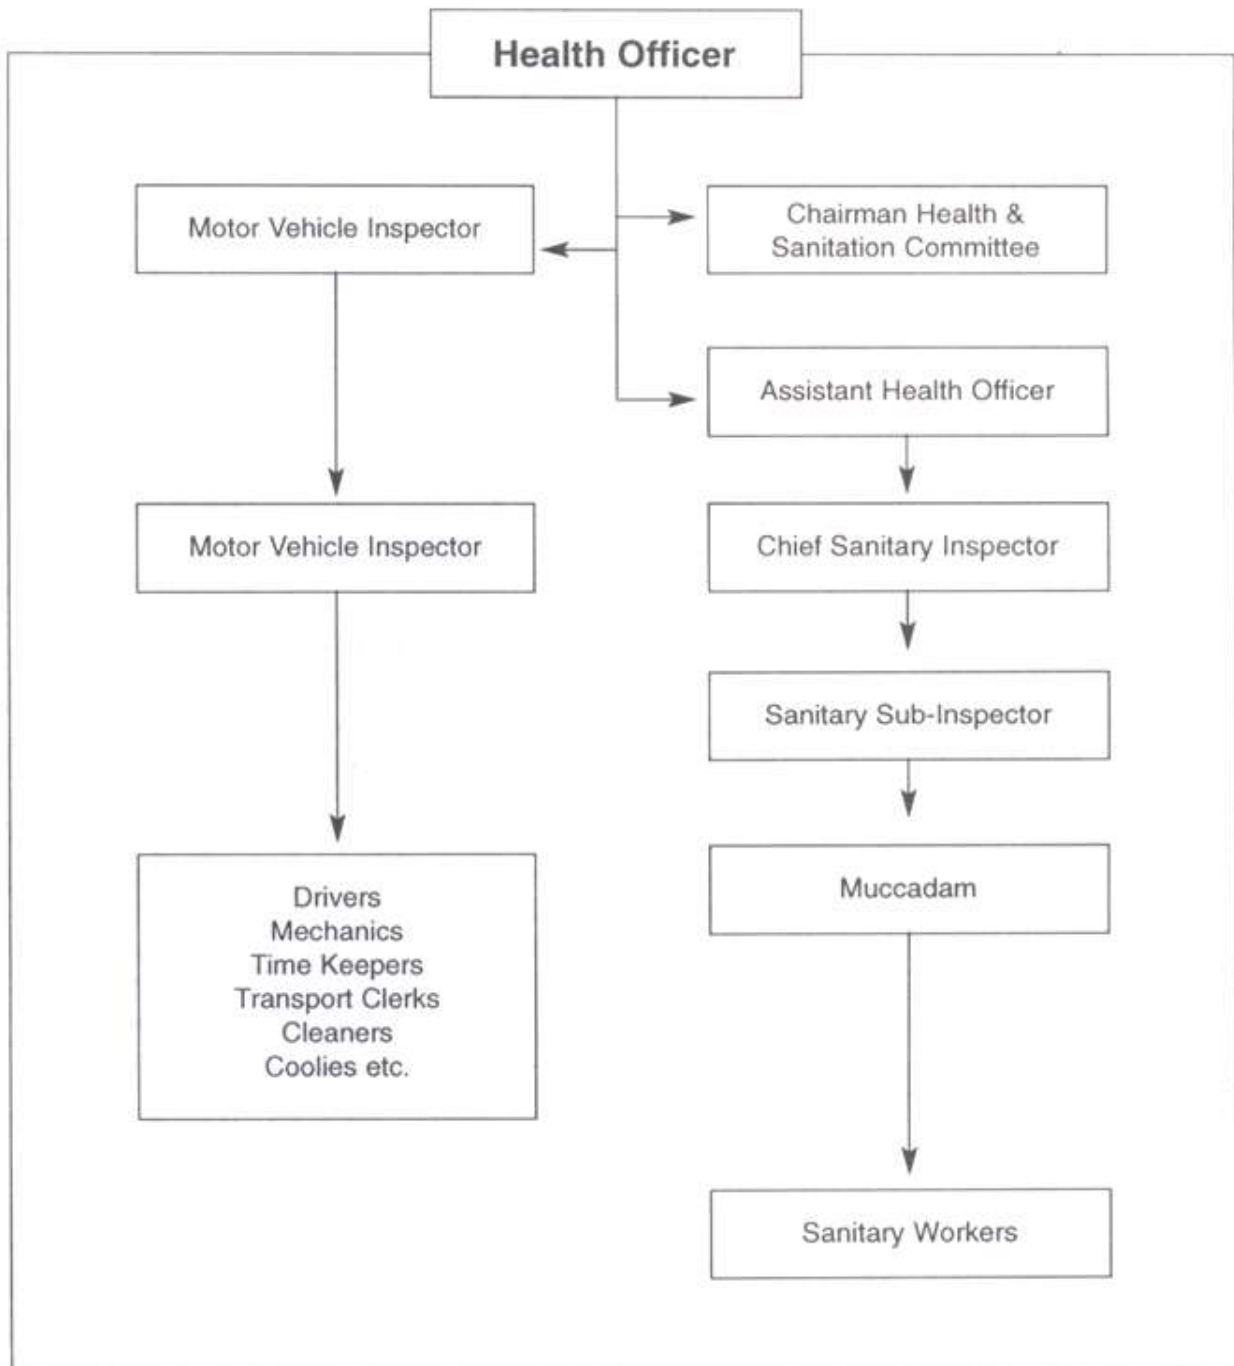 Health Officer
Motor Vehicle Inspector
Chairman Health &
Sanitation Committee
Assistant Health Officer
Motor Vehicle Inspector
Chief Sanitary Inspector
Sanitary Sub-Inspector
Drivers
Mechanics
Time Keepers
Transport Clerks
Cleaners
Coolies etc.
Muccadam
Sanitary Workers